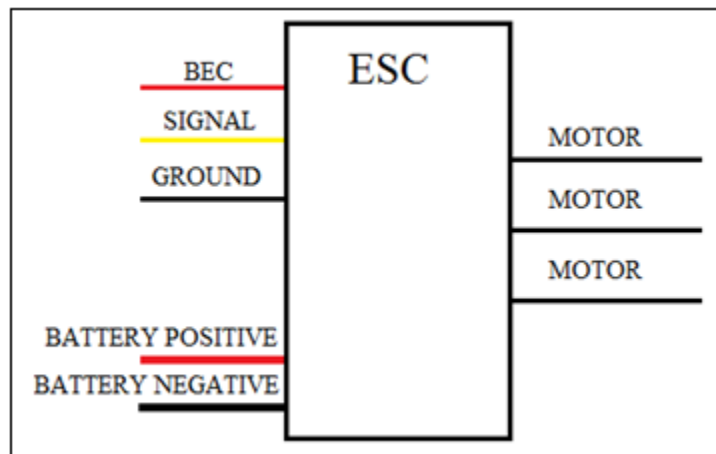 ESC
BEC
SIGNAL
GROUND
BATTERY POSITIVE
BATTERY NEGATIVE
MOTOR
MOTOR
MOTOR